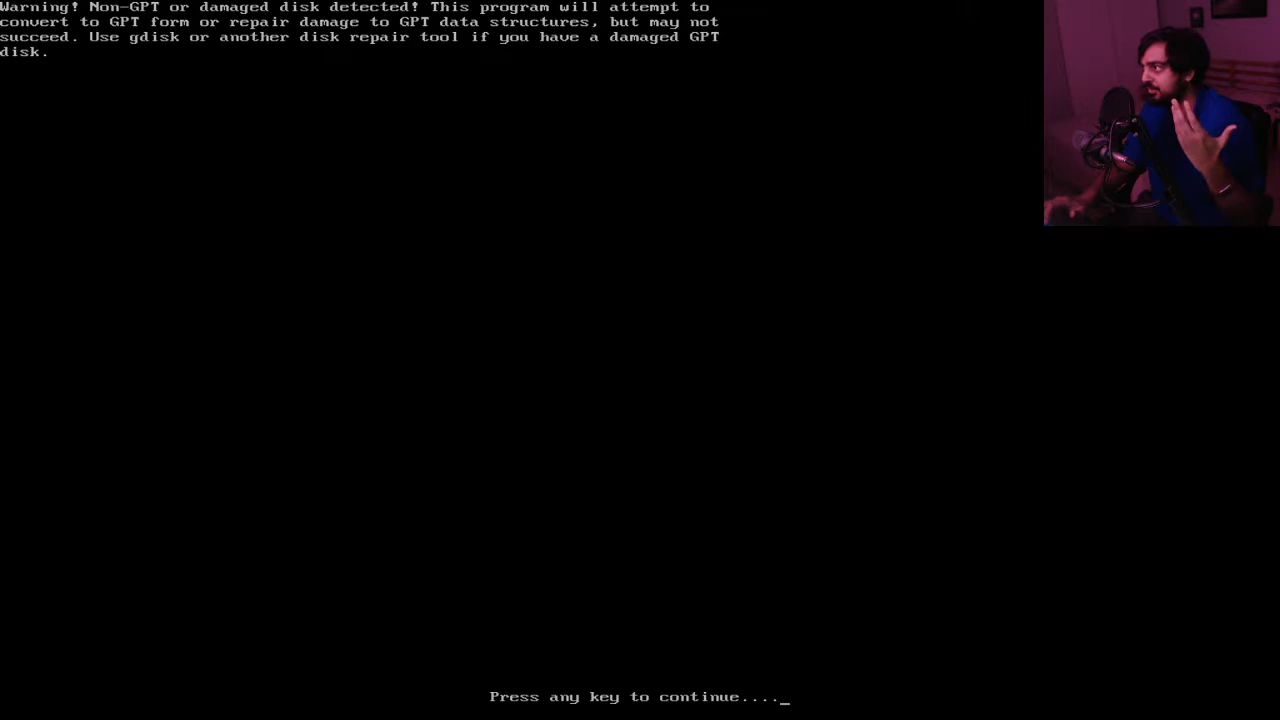 Warning! Non-GPT or damaged disk detected! This program will attempt to
convert to GPT form or repair damage to GPT data structures, but may not
succeed. Use gdisk or another disk repair tool if you have a damaged GPT
disk.
Press any key to continue...._